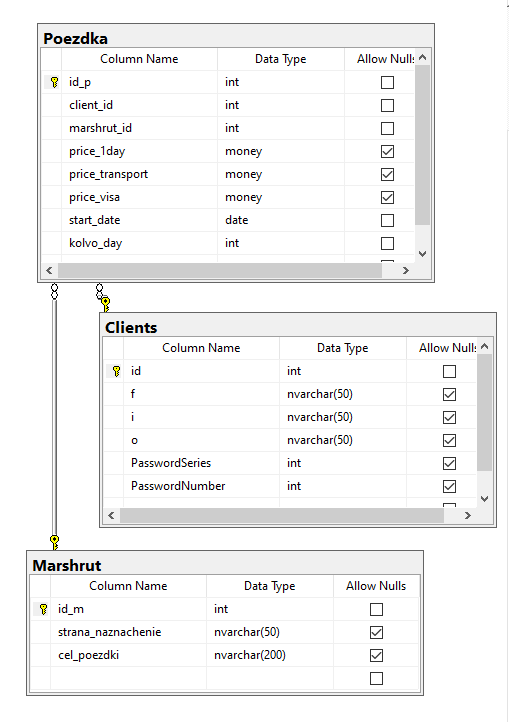 Poezdka
Column Name Data Type Allow Nulls
id_p int
client_id int
marshrut_id int
price_1day money
price_transport money
price_visa money
start_date date
kolvo_day int
Clients
Column Name Data Type Allow Nulls
id int
f nvarchar(50)
i nvarchar(50)
o nvarchar(50)
PasswordSeries int
PasswordNumber int
Marshrut
Column Name Data Type Allow Nulls
id_m int
strana_naznachenie nvarchar(50)
cel_poezdki nvarchar(200)